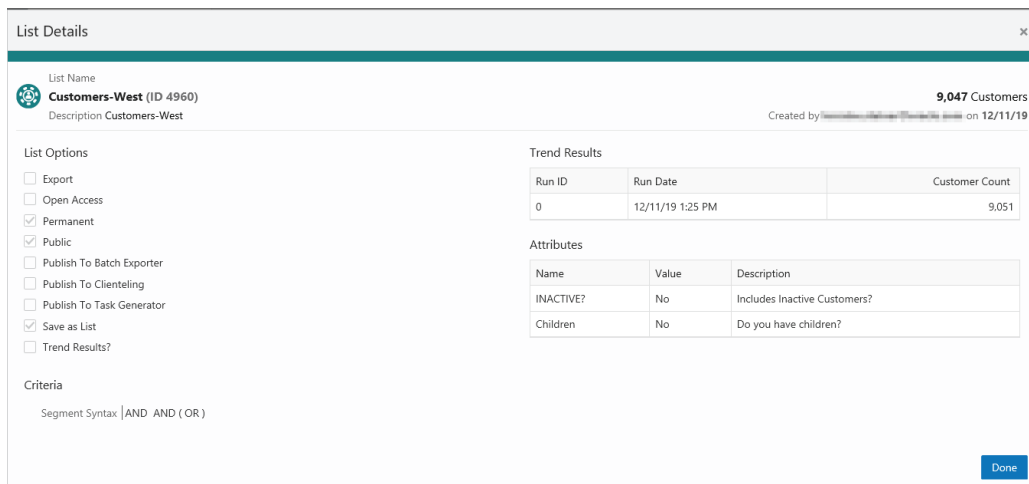 List Details
×
List Name
Customers-West (ID 4960)
Description Customers-West
9,047 Customers
Created by on 12/11/19
List Options
Export
Open Access
Permanent
Public
Publish To Batch Exporter
Publish To Clienteling
Publish To Task Generator
Save as List
Trend Results?
Criteria
Segment Syntax AND AND ( OR )
Trend Results
Run ID Run Date Customer Count
0 12/11/19 1:25 PM 9,051
Attributes
Name Value Description
INACTIVE? No Includes Inactive Customers?
Children No Do you have children?
Done